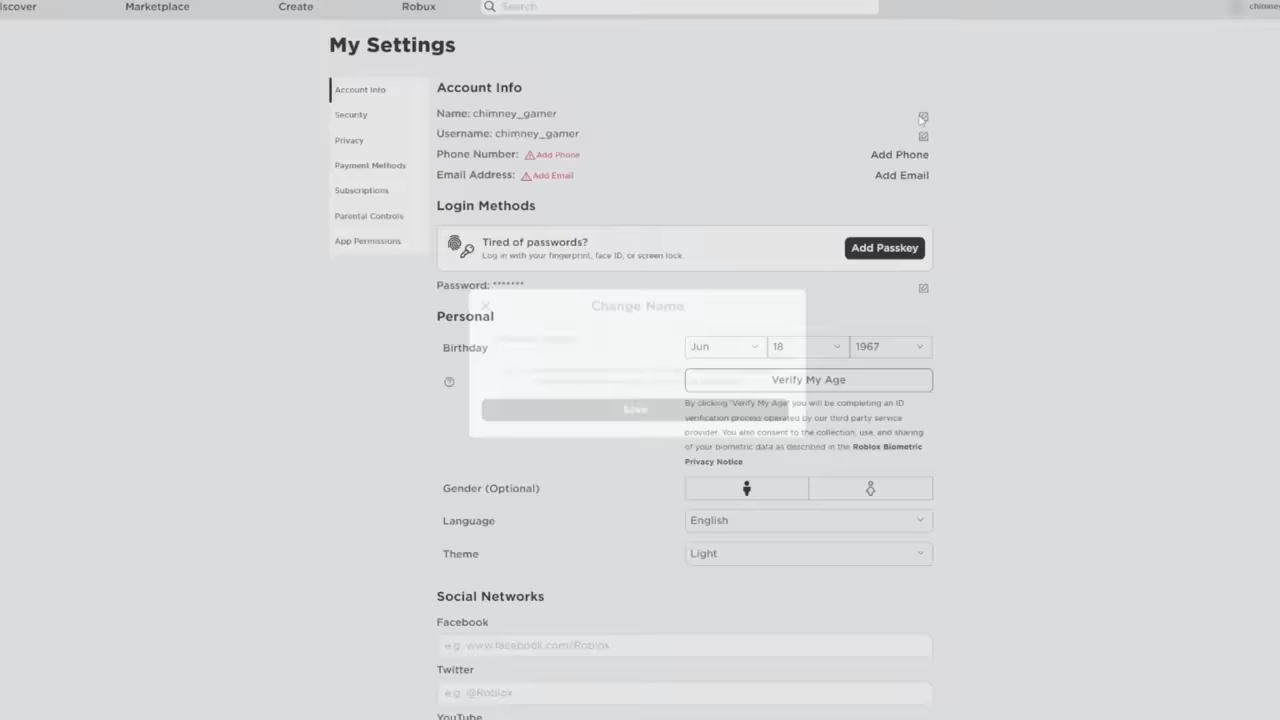 iscover Marketplace Create Robux Search chimney
My Settings
Account Info
Security
Privacy
Payment Methods
Subscriptions
Parental Controls
App Permissions
Account Info
Name: chimney_gamer
Username: chimney_gamer
Phone Number: Add Phone Add Phone
Email Address: Add Email Add Email
Login Methods
Tired of passwords?
Log in with your fingerprint, face ID, or screen lock.
Add Passkey
Password: *******
Change Name
Save
Personal
Birthday Jun 18 1967
Verify My Age
By clicking 'Verify My Age' you will be completing an ID
verification process operated by our third party service
provider. You also consent to the collection, use, and sharing
of your biometric data as described in the Roblox Biometric
Privacy Notice
Gender (Optional)
Language English
Theme Light
Social Networks
Facebook
e.g. www.facebook.com/Roblox
Twitter
e.g. @Roblox
YouTube